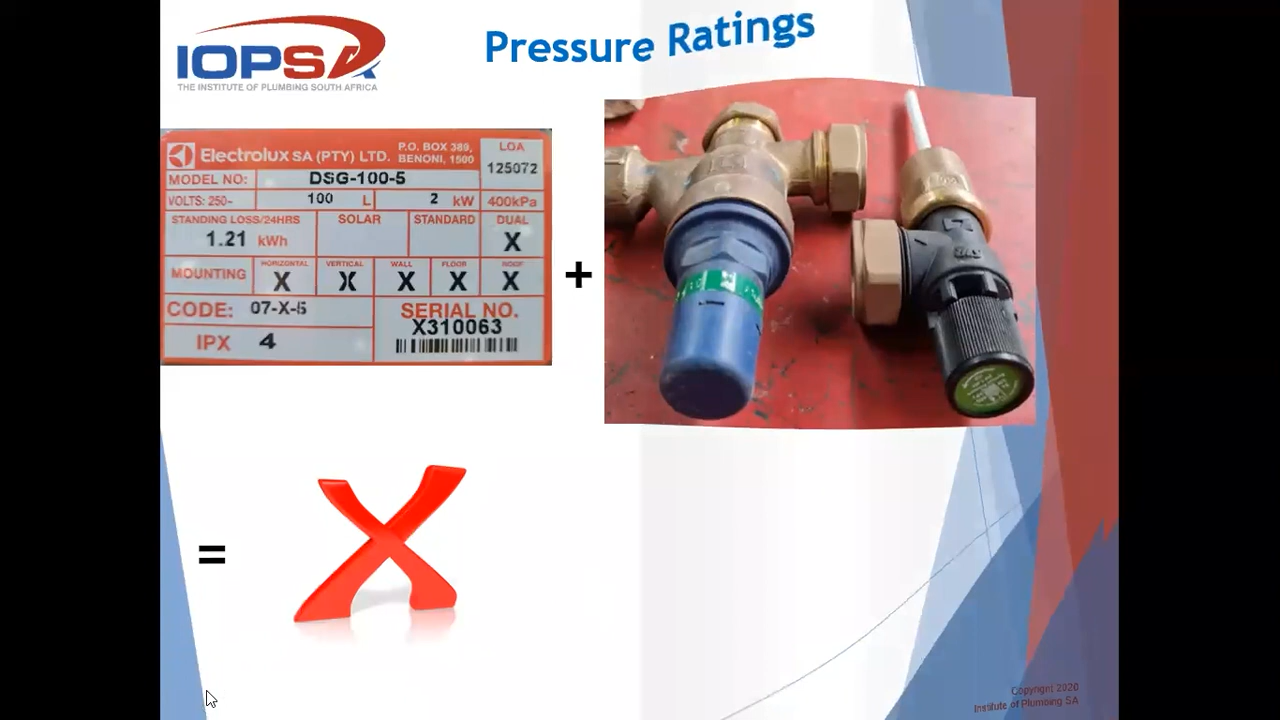 IOPSA
THE INSTITUTE OF PLUMBING SOUTH AFRICA
Pressure Ratings
Electrolux SA (PTY) LTD.
P.O. BOX 389,
BENONI, 1500
LOA
125072
MODEL NO: DSG-100-5
VOLTS: 250~ 100 L 2 kW 400kPa
STANDING LOSS/24HRS SOLAR STANDARD DUAL
1.21 kWh X
MOUNTING HORIZONTAL VERTICAL WALL FLOOR ROOF
X X X X X
CODE: 07-X-5
SERIAL NO.
X310063
IPX 4
+
=
Copyright 2020
Institute of Plumbing SA